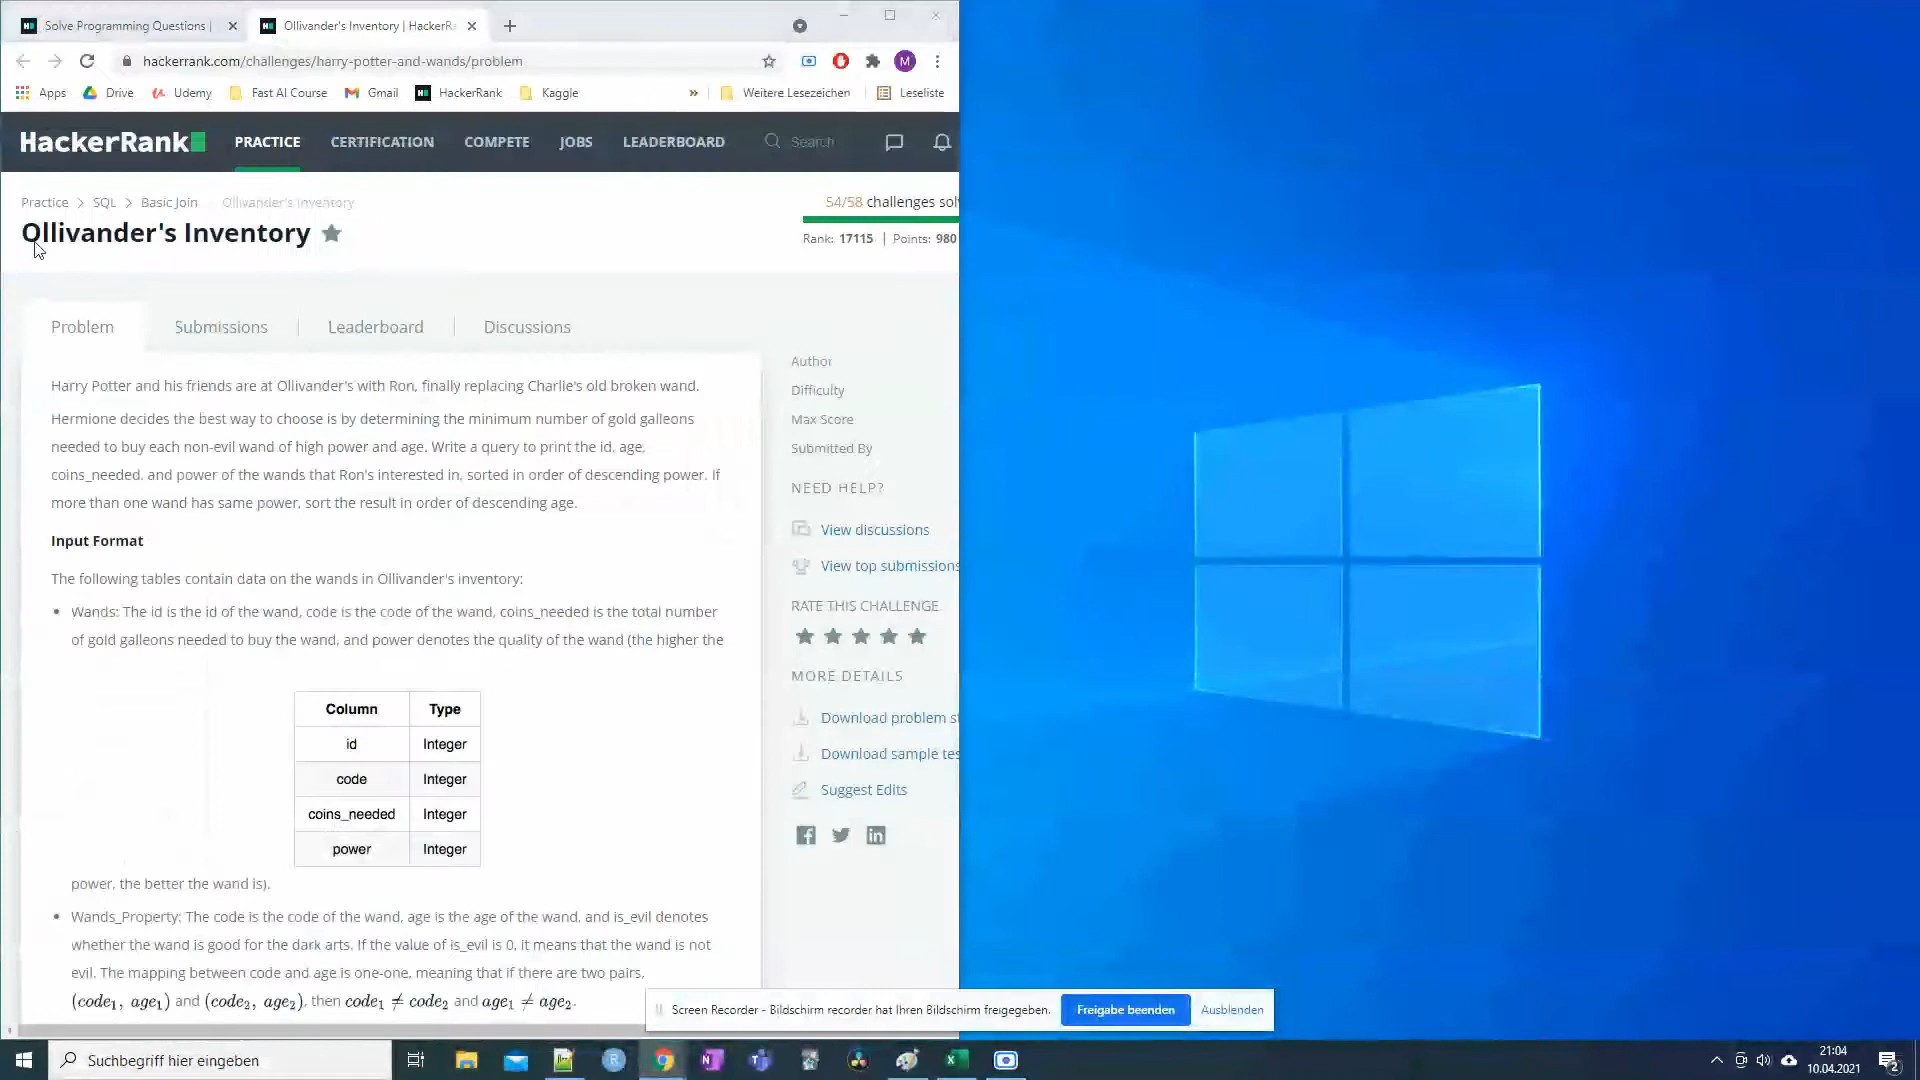 Solve Programming Questions |
Ollivander's Inventory | HackerRa
hackerrank.com/challenges/harry-potter-and-wands/problem
M
Apps
Drive
Udemy
Fast AI Course
Gmail
HackerRank
Kaggle
»
Weitere Lesezeichen
Leseliste
HackerRank
PRACTICE
CERTIFICATION
COMPETE
JOBS
LEADERBOARD
Search
Practice > SQL > Basic Join > Ollivander's Inventory
54/58 challenges solv
Ollivander's Inventory
Rank: 17115 | Points: 980
Problem
Submissions
Leaderboard
Discussions
Harry Potter and his friends are at Ollivander's with Ron, finally replacing Charlie's old broken wand.
Hermione decides the best way to choose is by determining the minimum number of gold galleons
needed to buy each non-evil wand of high power and age. Write a query to print the id, age,
coins_needed, and power of the wands that Ron's interested in, sorted in order of descending power. If
more than one wand has same power, sort the result in order of descending age.
Input Format
The following tables contain data on the wands in Ollivander's inventory:
• Wands: The id is the id of the wand, code is the code of the wand, coins_needed is the total number
of gold galleons needed to buy the wand, and power denotes the quality of the wand (the higher the
Column Type
id Integer
code Integer
coins_needed Integer
power Integer
power, the better the wand is).
• Wands_Property: The code is the code of the wand, age is the age of the wand, and is_evil denotes
whether the wand is good for the dark arts. If the value of is_evil is 0, it means that the wand is not
evil. The mapping between code and age is one-one, meaning that if there are two pairs,
(code₁, age₁) and (code₂, age₂), then code₁ ≠ code₂ and age₁ ≠ age₂.
Author
Difficulty
Max Score
Submitted By
NEED HELP?
View discussions
View top submissions
RATE THIS CHALLENGE
MORE DETAILS
Download problem st
Download sample tes
Suggest Edits
Screen Recorder - Bildschirm recorder hat Ihren Bildschirm freigegeben.
Freigabe beenden
Ausblenden
Suchbegriff hier eingeben
21:04
10.04.2021
2